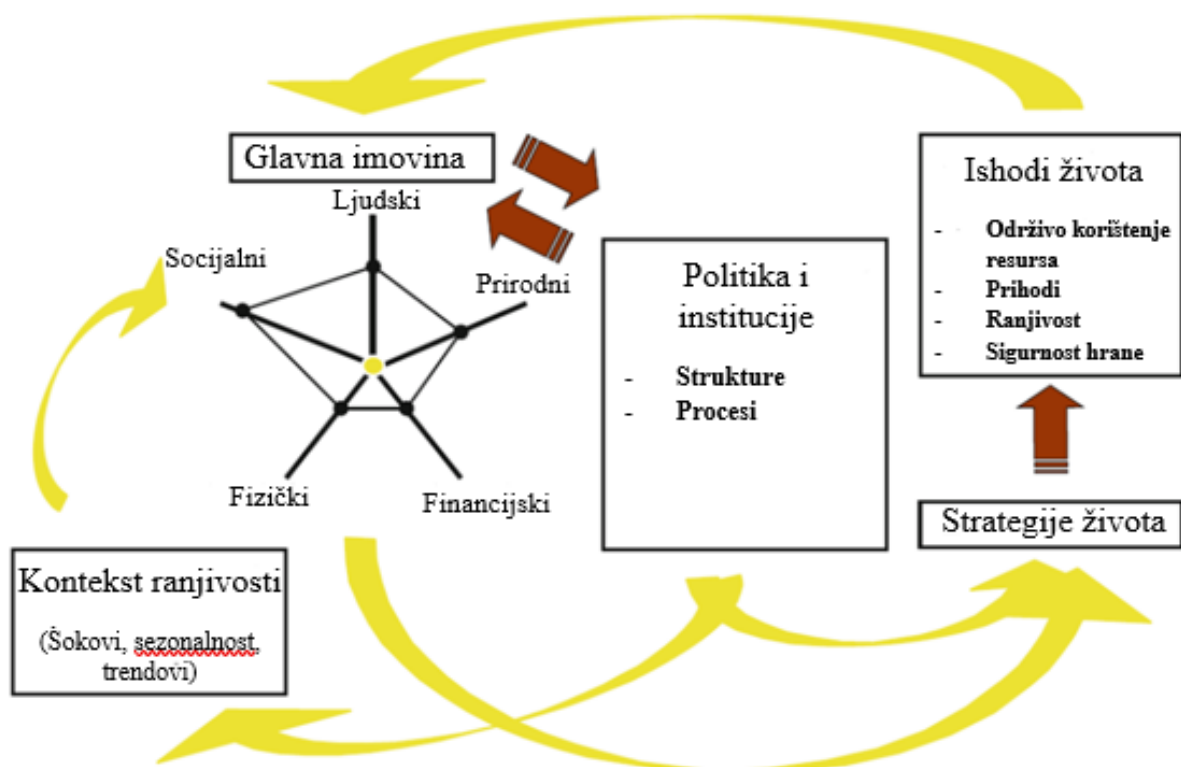 Glavna imovina
Ljudski
Socijalni
Prirodni
Fizički
Financijski
Kontekst ranjivosti
(Šokovi, sezonalnost,
trendovi)
Politika i
institucije
- Strukture
- Procesi
Ishodi života
- Održivo korištenje
resursa
- Prihodi
- Ranjivost
- Sigurnost hrane
Strategije života